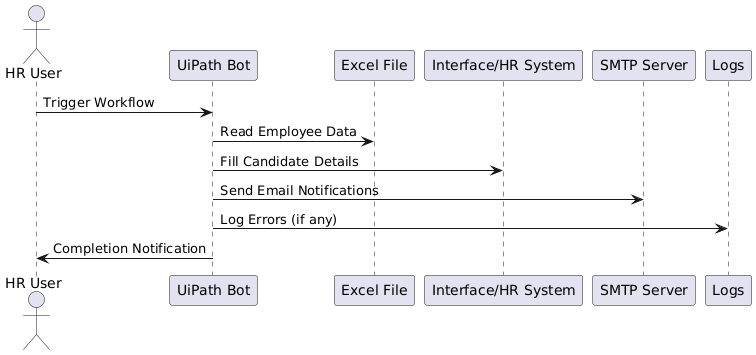 HR User
UiPath Bot
Excel File
Interface/HR System
SMTP Server
Logs
Trigger Workflow
Read Employee Data
Fill Candidate Details
Send Email Notifications
Log Errors (if any)
Completion Notification
HR User
UiPath Bot
Excel File
Interface/HR System
SMTP Server
Logs